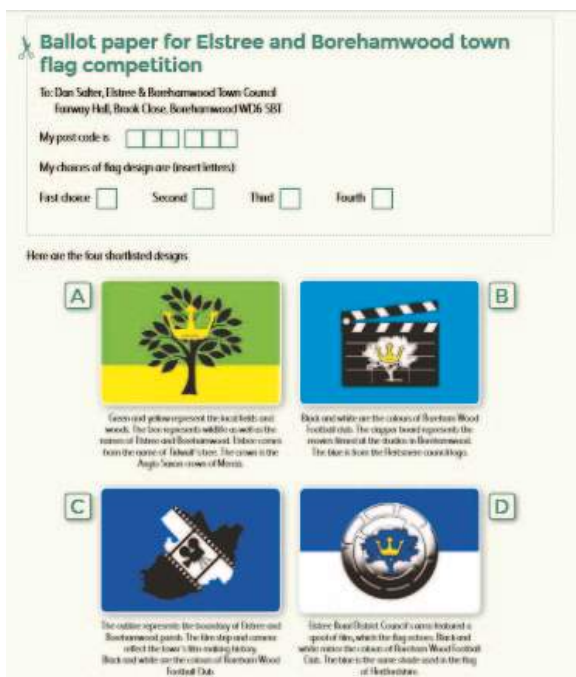 Ballot paper for Elstree and Borehamwood town
flag competition
To: Dan Salter, Elstree & Borehamwood Town Council
Fairway Hall, Brook Close, Borehamwood WD6 5BT
My post code is
My choices of flag design are (insert letters)
First choice Second Third Fourth
Here are the four shortlisted designs
A
B
Green and yellow represent the local fields and
woods. The tree represents wildlife as well as the
names of Elstree and Borehamwood. Elstree comes
from the name of Tidwulf's tree. The crown is the
Anglo Saxon crown of Mercia.
Black and white are the colours of Boreham Wood
Football club. The clapper board represents the
movies filmed at the studios in Borehamwood.
The blue is from the Hertsmere council logo.
C
D
The outline represents the boundary of Elstree and
Borehamwood parish. The film strip and camera
reflect the town's film making history.
Black and white are the colours of Boreham Wood
Football Club
Elstree Rural District Council's arms featured a
spool of film, which the flag echoes. Black and
white mirror the colours of Boreham Wood Football
Club. The blue is the same shade used in the flag
of Hertfordshire